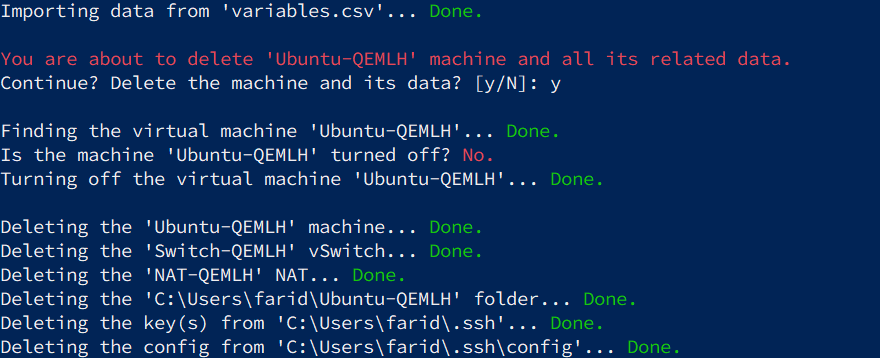 Importing data from 'variables.csv'... Done.
You are about to delete 'Ubuntu-QEMLH' machine and all its related data.
Continue? Delete the machine and its data? [y/N]: y
Finding the virtual machine 'Ubuntu-QEMLH'... Done.
Is the machine 'Ubuntu-QEMLH' turned off? No.
Turning off the virtual machine 'Ubuntu-QEMLH'... Done.
Deleting the 'Ubuntu-QEMLH' machine... Done.
Deleting the 'Switch-QEMLH' vSwitch... Done.
Deleting the 'NAT-QEMLH' NAT... Done.
Deleting the 'C:\Users\farid\Ubuntu-QEMLH' folder... Done.
Deleting the key(s) from 'C:\Users\farid\.ssh'... Done.
Deleting the config from 'C:\Users\farid\.ssh\config'... Done.